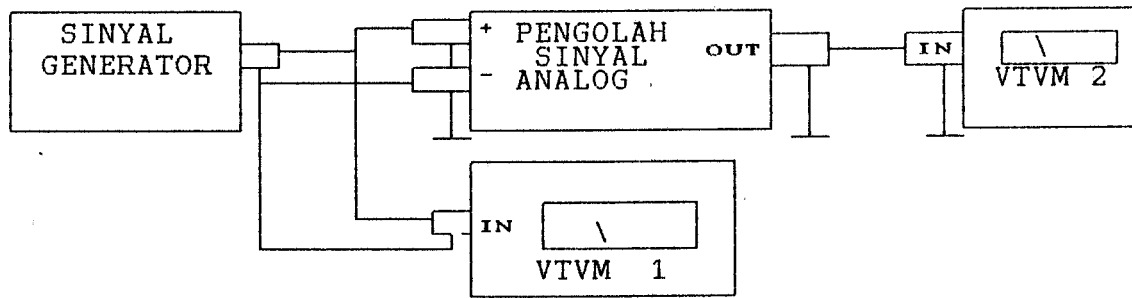 SINYAL
GENERATOR
+ PENGOLAH
SINYAL
- ANALOG
OUT
IN
VTVM 2
IN
VTVM 1